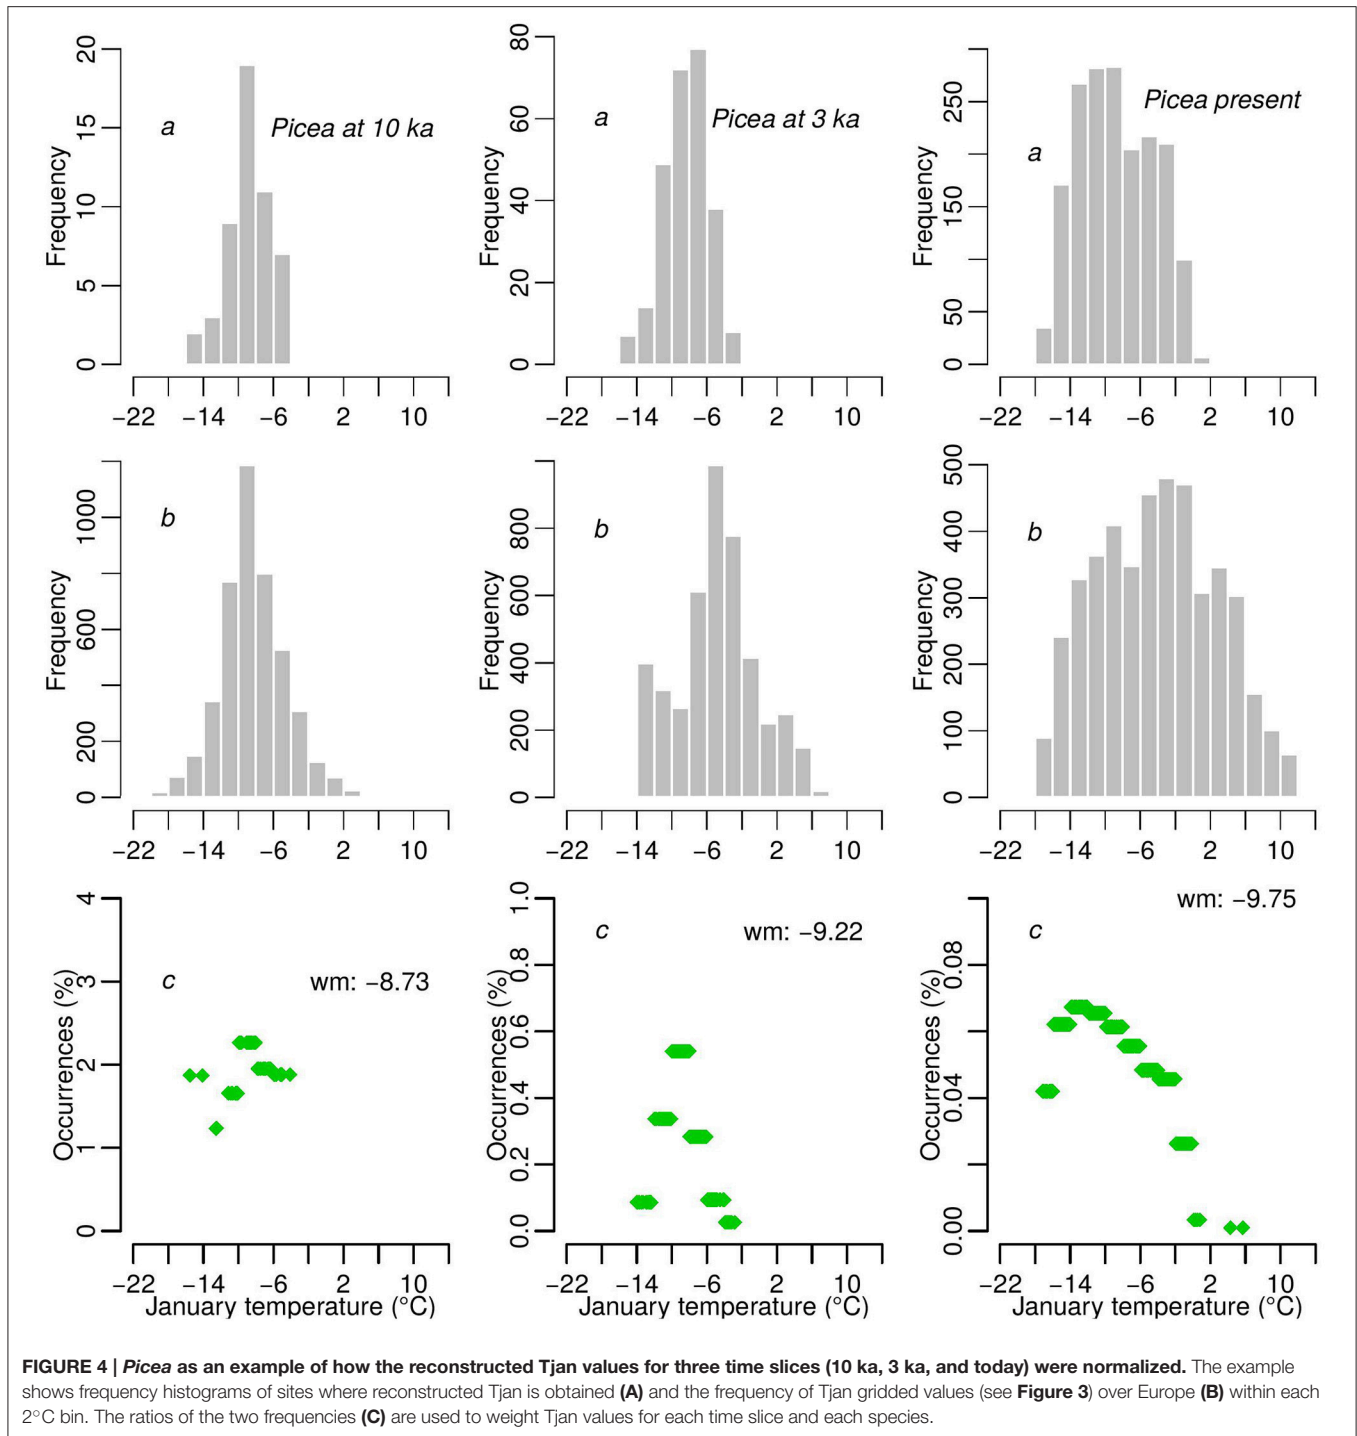 20
15
10
5
0
Frequency
a
Picea at 10 ka
−22 −14 −6 2 10
80
60
40
20
0
Frequency
a
Picea at 3 ka
−22 −14 −6 2 10
250
150
50
0
Frequency
a
Picea present
−22 −14 −6 2 10
1000
600
200
0
Frequency
b
−22 −14 −6 2 10
800
600
400
200
0
Frequency
b
−22 −14 −6 2 10
500
400
300
200
100
0
Frequency
b
−22 −14 −6 2 10
4
3
2
1
0
Occurrences (%)
c
wm: −8.73
−22 −14 −6 2 10
January temperature (°C)
1.0
0.8
0.6
0.4
0.2
0.0
Occurrences (%)
c
wm: −9.22
−22 −14 −6 2 10
January temperature (°C)
0.08
0.04
0.00
Occurrences (%)
c
wm: −9.75
−22 −14 −6 2 10
January temperature (°C)
FIGURE 4 | Picea as an example of how the reconstructed Tjan values for three time slices (10 ka, 3 ka, and today) were normalized. The example
shows frequency histograms of sites where reconstructed Tjan is obtained (A) and the frequency of Tjan gridded values (see Figure 3) over Europe (B) within each
2°C bin. The ratios of the two frequencies (C) are used to weight Tjan values for each time slice and each species.